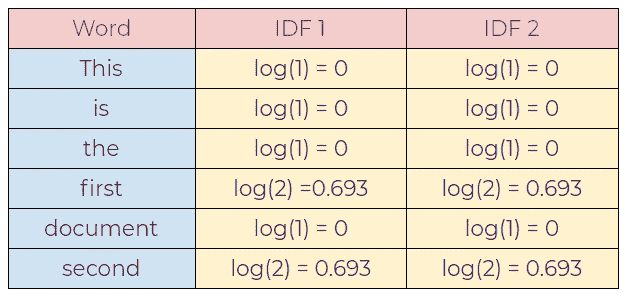 Word IDF 1 IDF 2
This log(1) = 0 log(1) = 0
is log(1) = 0 log(1) = 0
the log(1) = 0 log(1) = 0
first log(2) =0.693 log(2) = 0.693
document log(1) = 0 log(1) = 0
second log(2) = 0.693 log(2) = 0.693